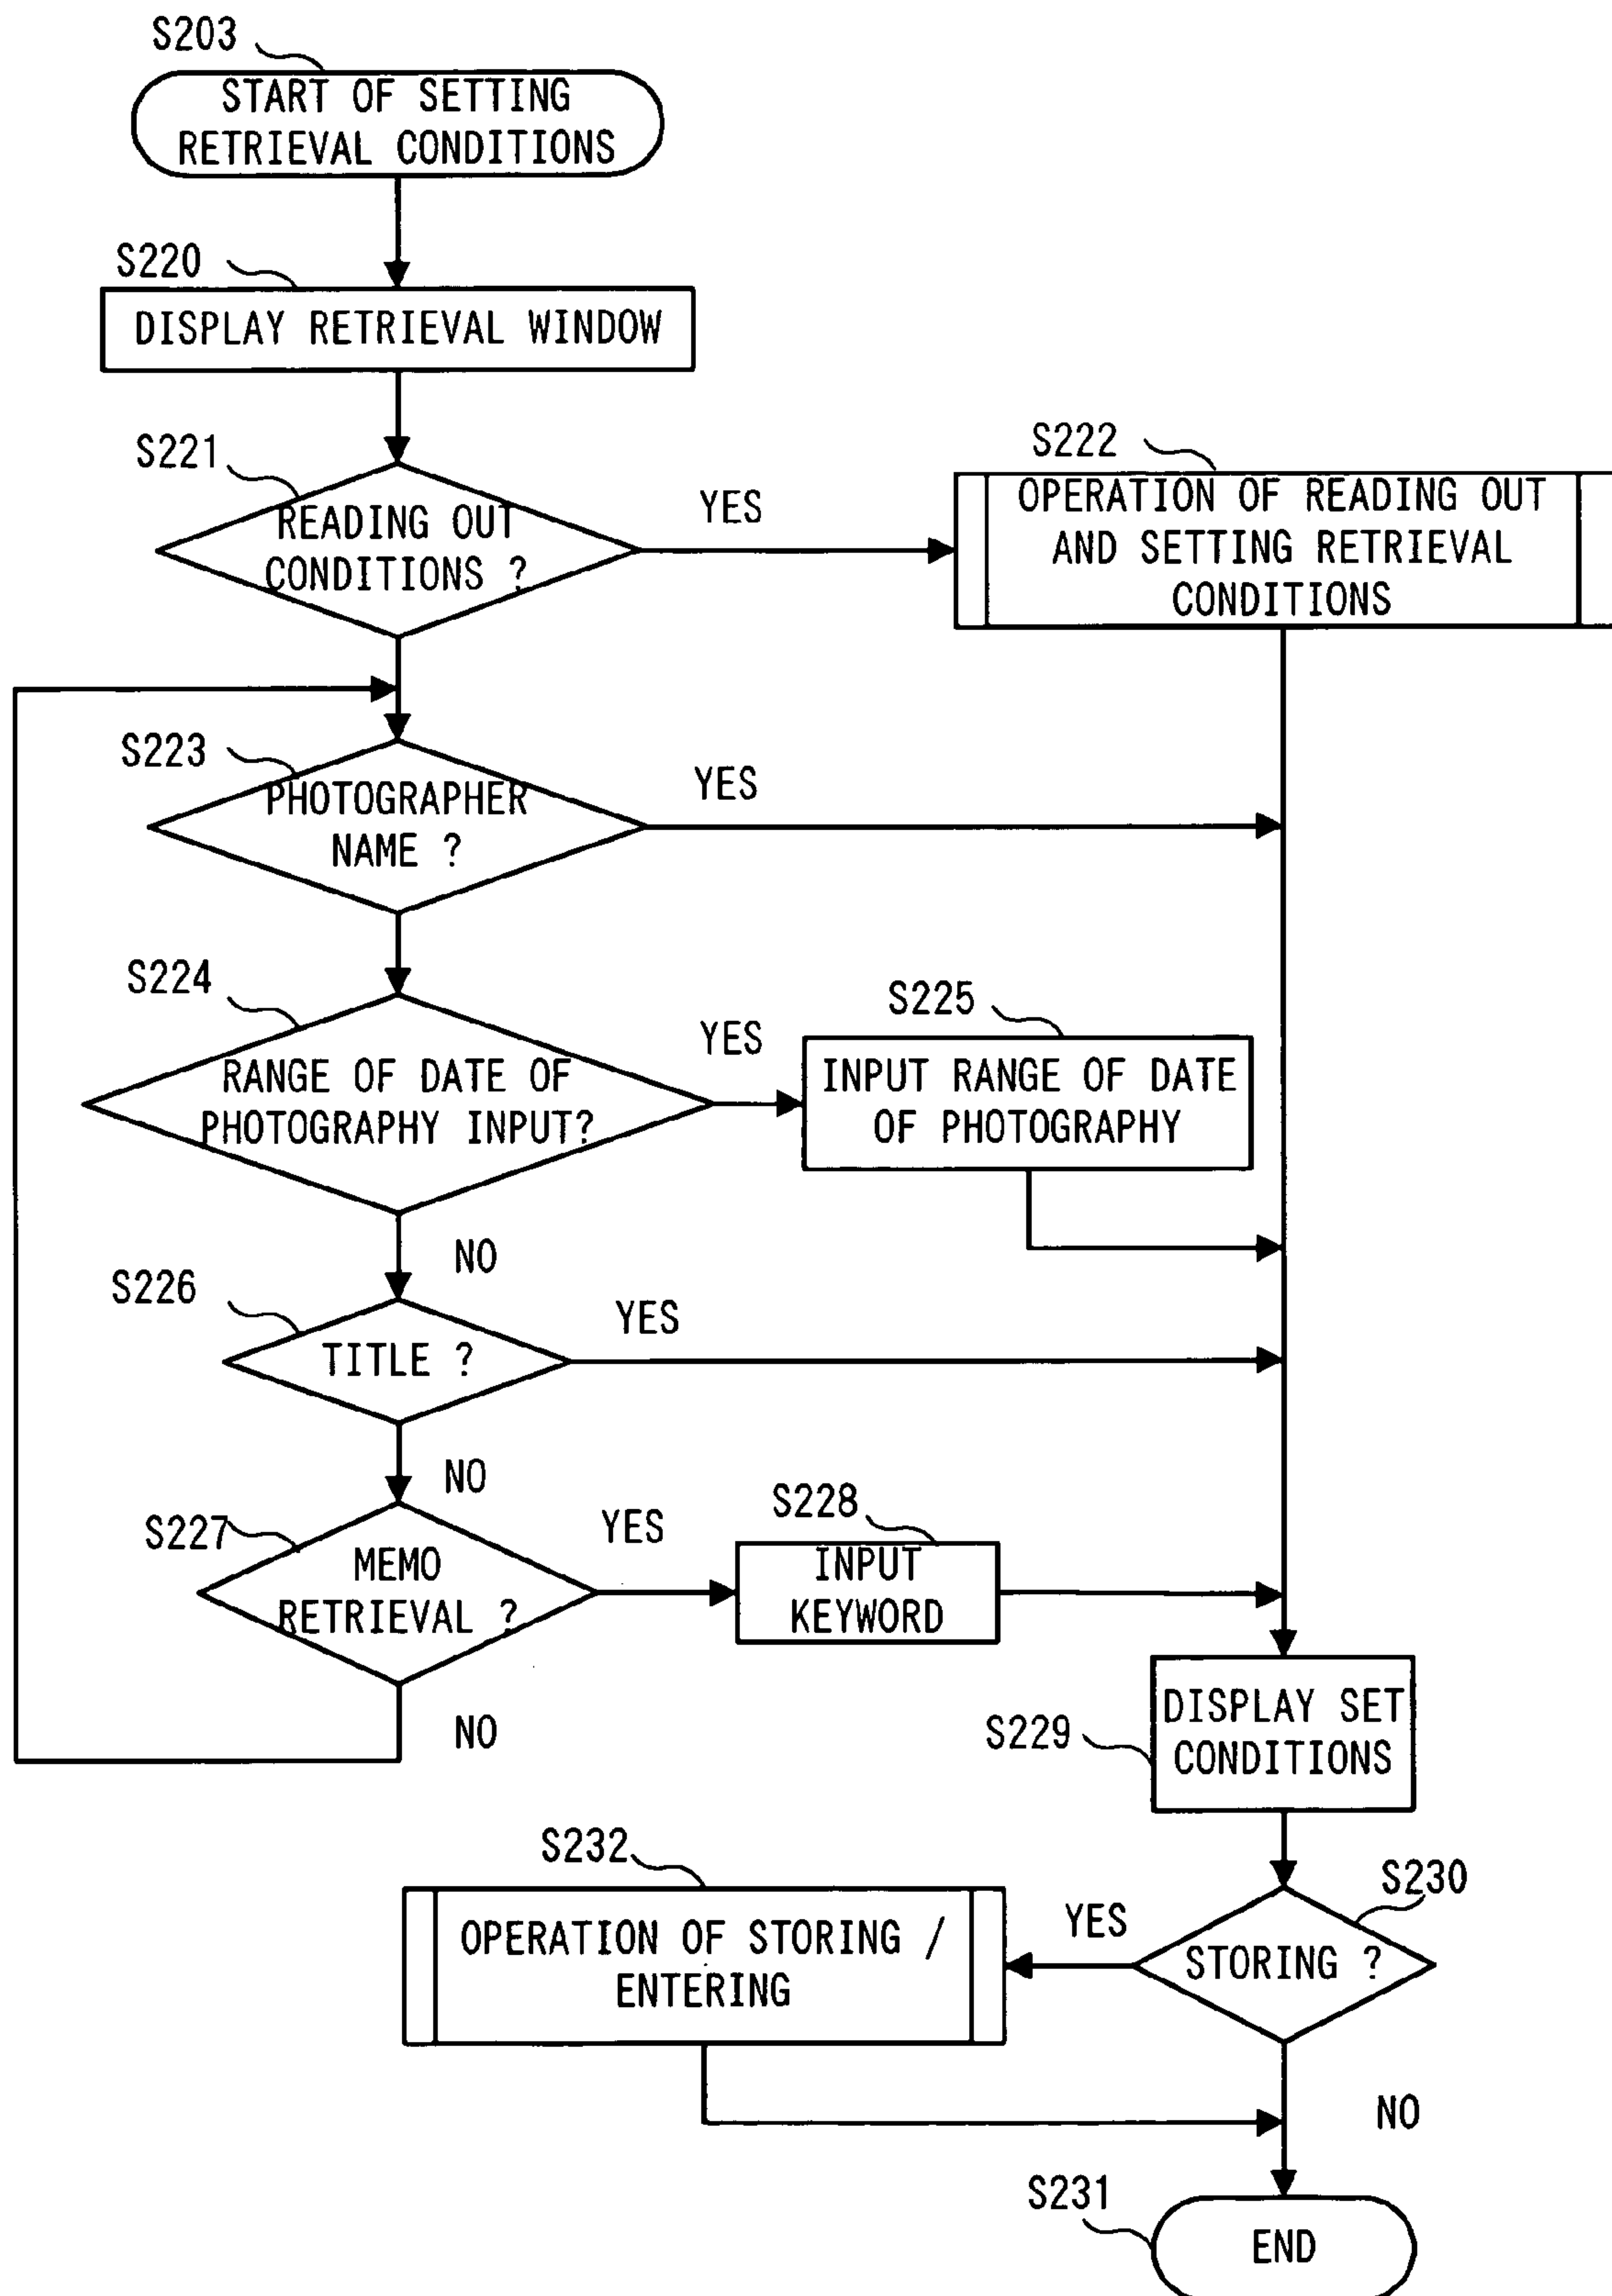 S203
START OF SETTING
RETRIEVAL CONDITIONS
S220
DISPLAY RETRIEVAL WINDOW
S221
READING OUT
CONDITIONS ?
YES
S222
OPERATION OF READING OUT
AND SETTING RETRIEVAL
CONDITIONS
S223
PHOTOGRAPHER
NAME ?
YES
S224
RANGE OF DATE OF
PHOTOGRAPHY INPUT?
YES
S225
INPUT RANGE OF DATE
OF PHOTOGRAPHY
NO
S226
TITLE ?
YES
NO
S227
MEMO
RETRIEVAL ?
YES
S228
INPUT
KEYWORD
NO
S229
DISPLAY SET
CONDITIONS
S230
STORING ?
YES
S232
OPERATION OF STORING /
ENTERING
NO
S231
END